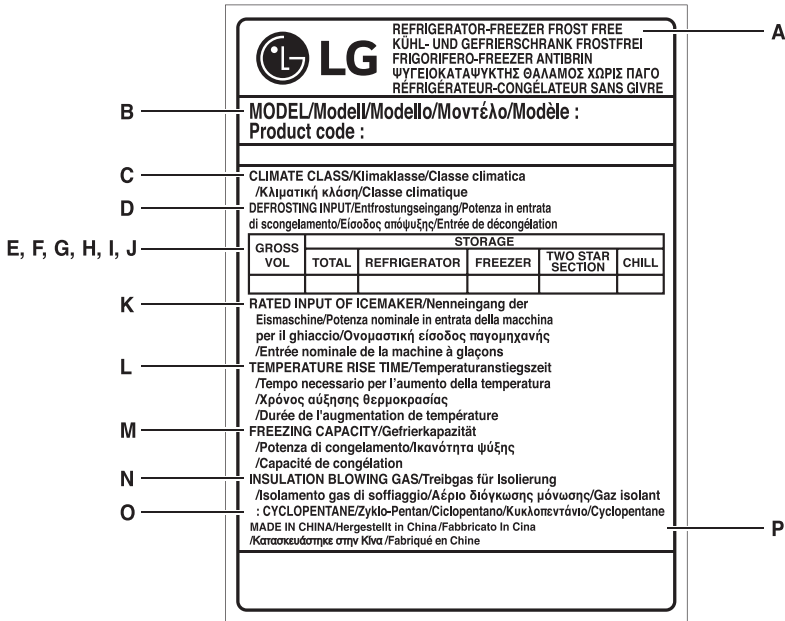 REFRIGERATOR-FREEZER FROST FREE
KÜHL- UND GEFRIERSCHRANK FROSTFREI
FRIGORIFERO-FREEZER ANTIBRIN
ΨΥΓΕΙΟΚΑΤΑΨΥΚΤΗΣ ΘΑΛΑΜΟΣ ΧΩΡΙΣ ΠΑΓΟ
RÉFRIGÉRATEUR-CONGÉLATEUR SANS GIVRE
A
LG
B
MODEL/Modell/Modello/Μοντέλο/Modèle :
Product code :
C
CLIMATE CLASS/Klimaklasse/Classe climatica
/Κλιματική κλάση/Classe climatique
D
DEFROSTING INPUT/Entfrostungseingang/Potenza in entrata
di scongelamento/Είσοδος απόψυξης/Entrée de décongélation
E, F, G, H, I, J
GROSS VOL
STORAGE
TOTAL REFRIGERATOR FREEZER TWO STAR SECTION CHILL
K
RATED INPUT OF ICEMAKER/Nenneingang der
Eismaschine/Potenza nominale in entrata della macchina
per il ghiaccio/Ονομαστική είσοδος παγομηχανής
/Entrée nominale de la machine à glaçons
L
TEMPERATURE RISE TIME/Temperaturanstiegszeit
/Tempo necessario per l'aumento della temperatura
/Χρόνος αύξησης θερμοκρασίας
/Durée de l'augmentation de température
M
FREEZING CAPACITY/Gefrierkapazität
/Potenza di congelamento/Ικανότητα ψύξης
/Capacité de congélation
N
INSULATION BLOWING GAS/Treibgas für Isolierung
/Isolamento gas di soffiaggio/Αέριο διόγκωσης μόνωσης/Gaz isolant
O
: CYCLOPENTANE/Zyklo-Pentan/Ciclopentano/Κυκλοπεντάνιο/Cyclopentane
MADE IN CHINA/Hergestellt in China/Fabbricato In Cina
P
/Κατασκευάστηκε στην Κίνα /Fabriqué en Chine